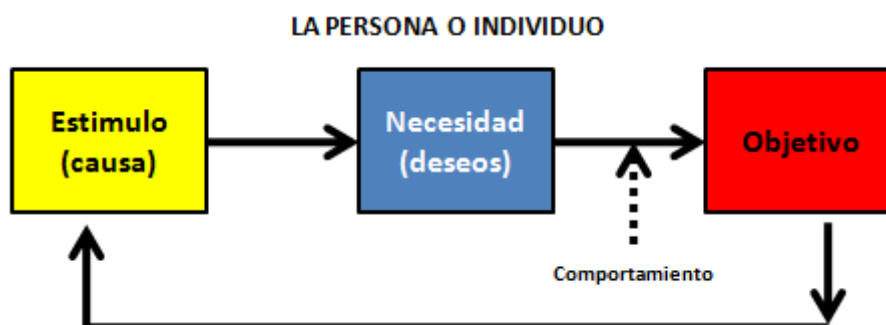 LA PERSONA O INDIVIDUO
Estimulo
(causa)
Necesidad
(deseos)
Objetivo
Comportamiento